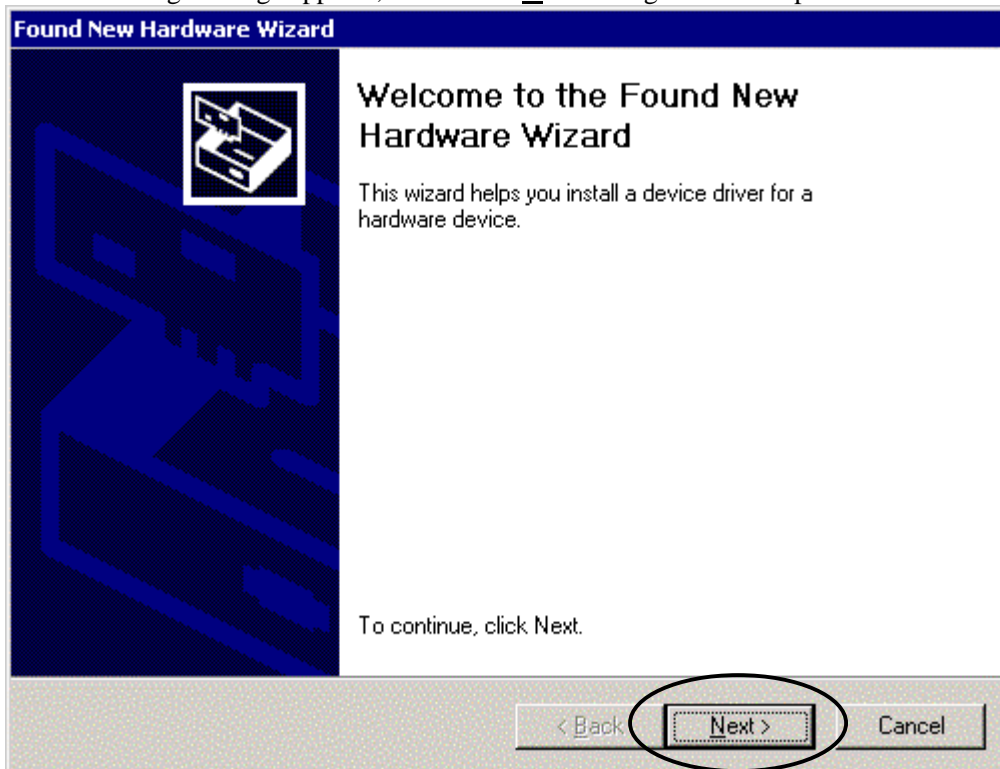 Found New Hardware Wizard
Welcome to the Found New
Hardware Wizard
This wizard helps you install a device driver for a
hardware device.
To continue, click Next.
< Back Next > Cancel